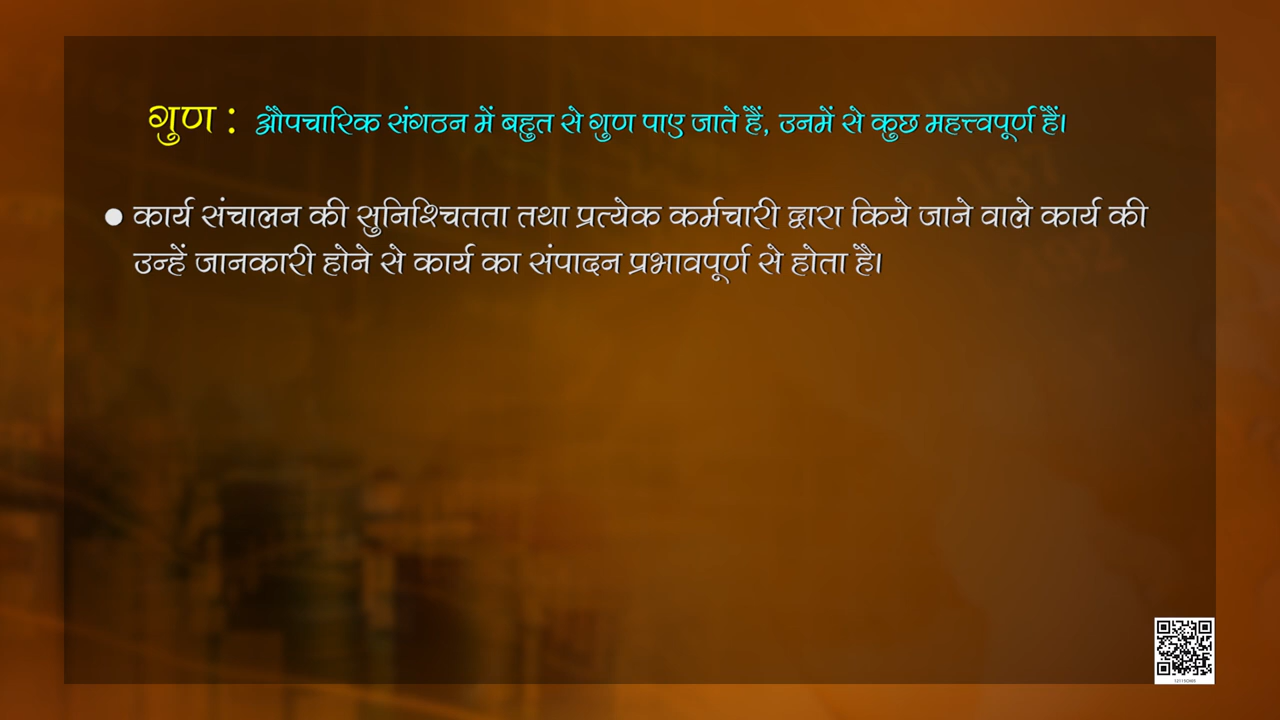 गुण : औपचारिक संगठन में बहुत से गुण पाए जाते हैं, उनमें से कुछ महत्त्वपूर्ण हैं।
● कार्य संचालन की सुनिश्चितता तथा प्रत्येक कर्मचारी द्वारा किये जाने वाले कार्य की
उन्हें जानकारी होने से कार्य का संपादन प्रभावपूर्ण से होता है।